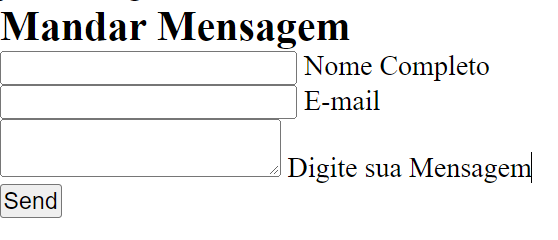 Mandar Mensagem
Nome Completo
E-mail
Digite sua Mensagem
Send